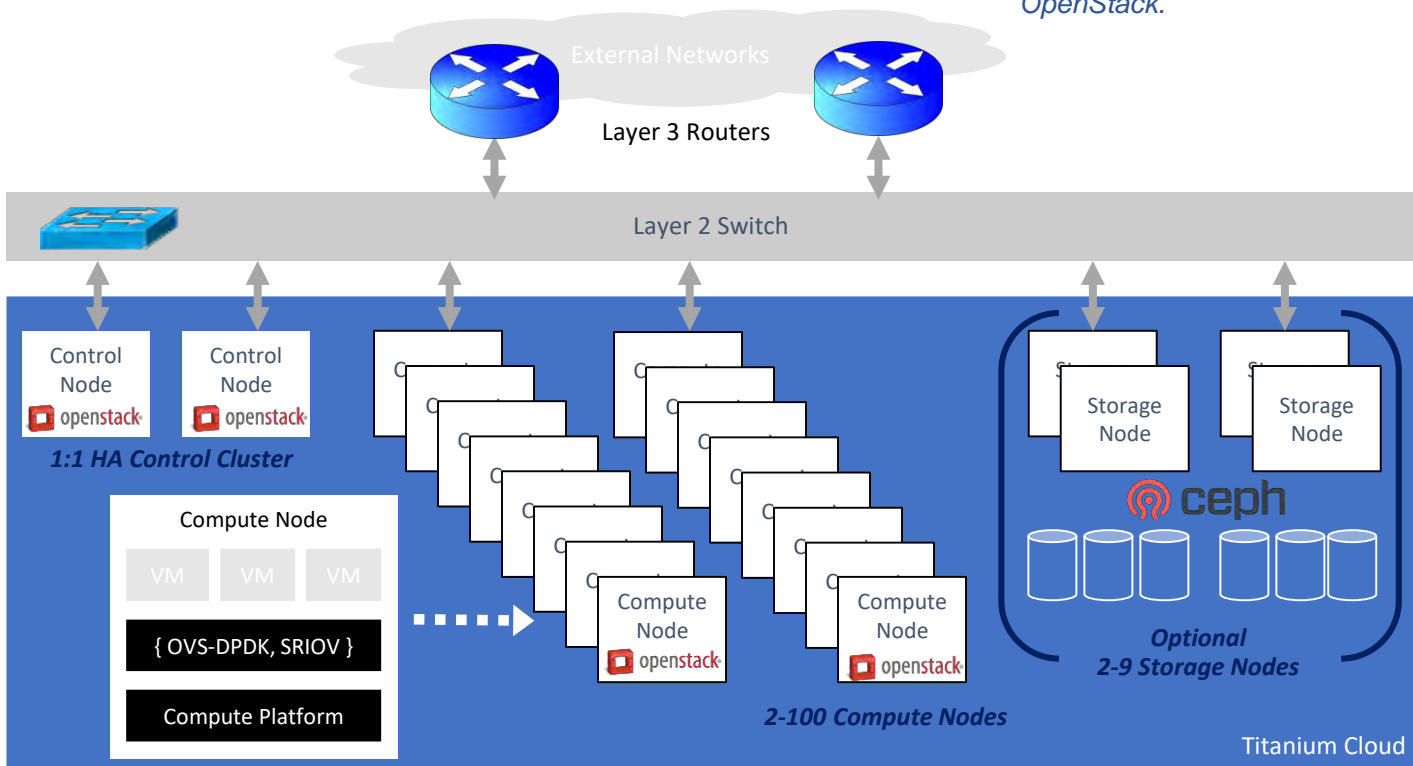 OpenStack.
External Networks
Layer 3 Routers
Layer 2 Switch
Control
Node
openstack
Control
Node
openstack
1:1 HA Control Cluster
Compute Node
VM VM VM
{ OVS-DPDK, SRIOV }
Compute Platform
Compute
Node
openstack
Compute
Node
openstack
2-100 Compute Nodes
Storage
Node
Storage
Node
ceph
Optional
2-9 Storage Nodes
Titanium Cloud